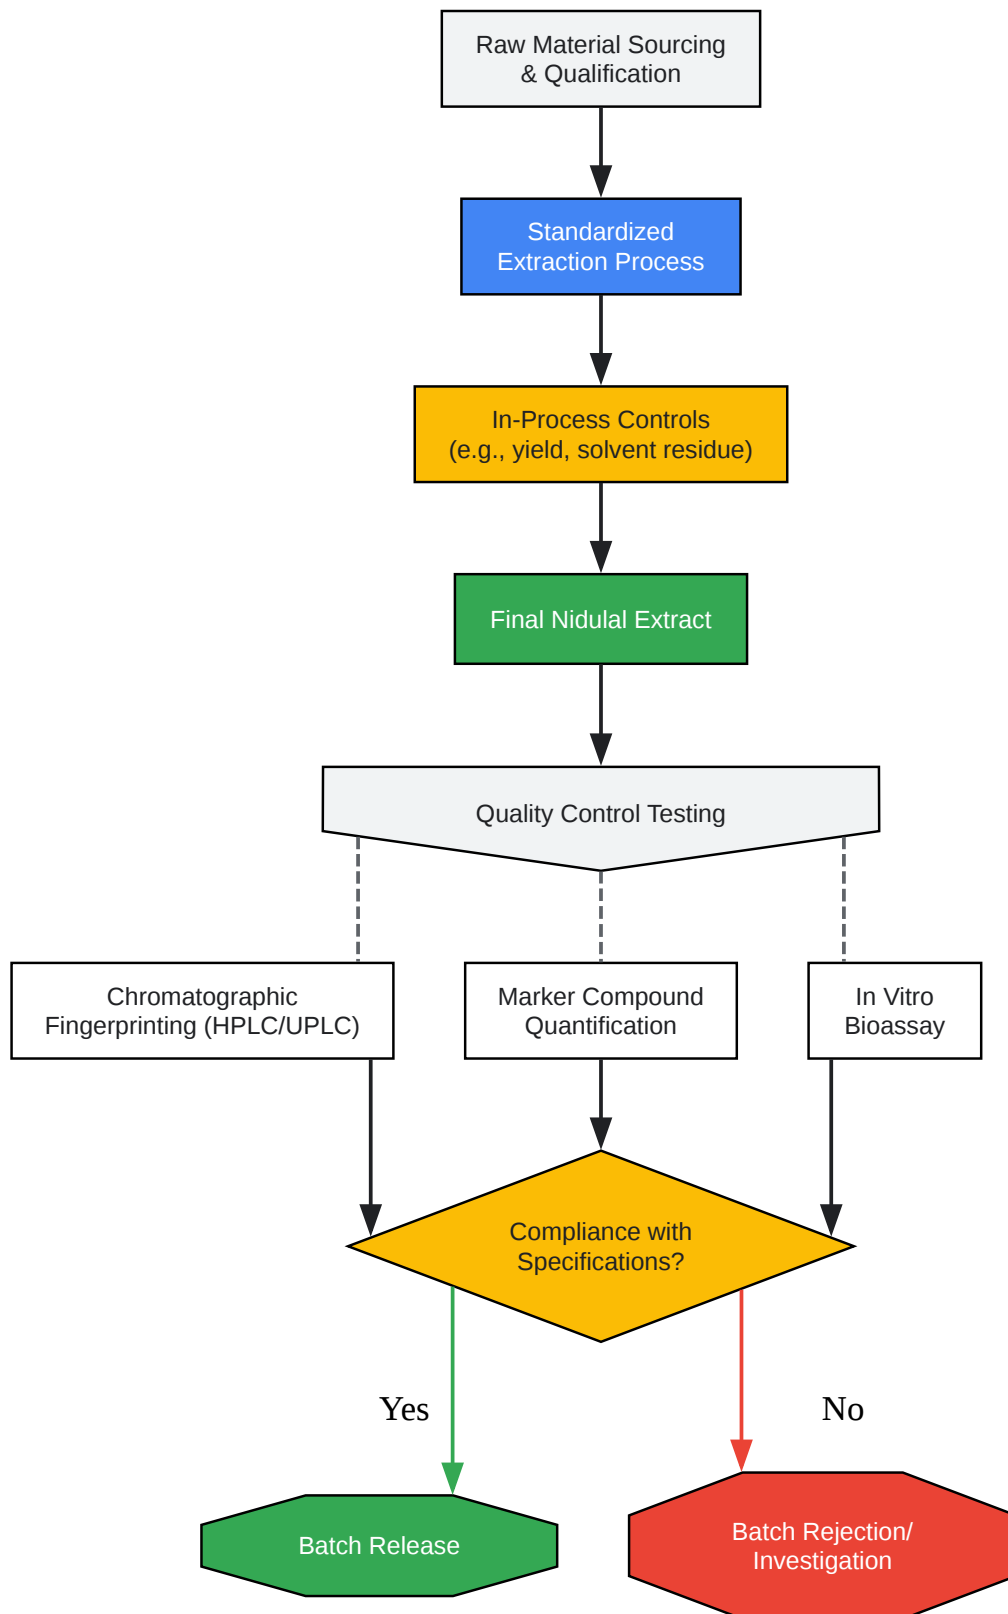 Raw Material Sourcing
& Qualification
Standardized
Extraction Process
In-Process Controls
(e.g., yield, solvent residue)
Final Nidulal Extract
Quality Control Testing
Chromatographic
Fingerprinting (HPLC/UPLC)
Marker Compound
Quantification
In Vitro
Bioassay
Compliance with
Specifications?
Yes
No
Batch Release
Batch Rejection/
Investigation